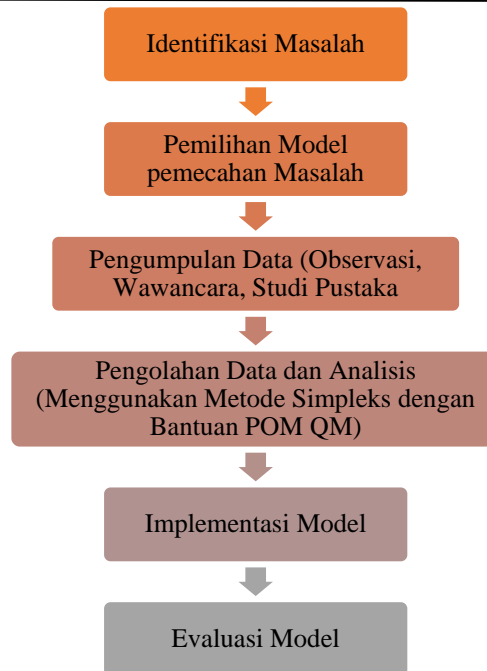 Identifikasi Masalah
Pemilihan Model
pemecahan Masalah
Pengumpulan Data (Observasi,
Wawancara, Studi Pustaka
Pengolahan Data dan Analisis
(Menggunakan Metode Simpleks dengan
Bantuan POM QM)
Implementasi Model
Evaluasi Model